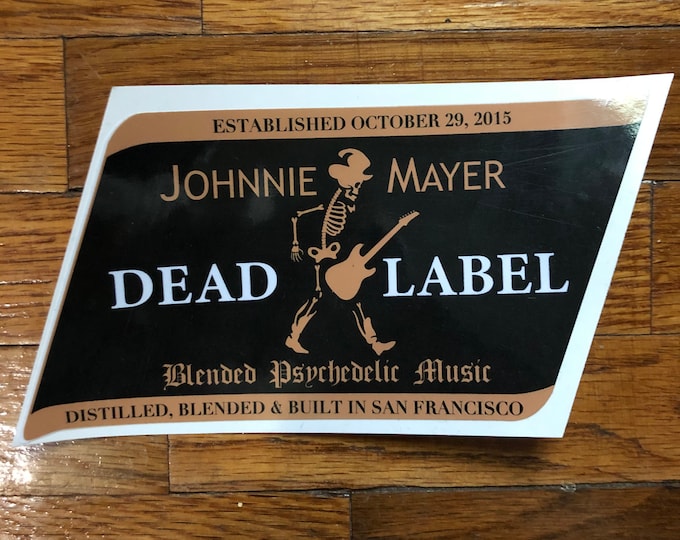 ESTABLISHED OCTOBER 29, 2015
JOHNNIE MAYER
DEAD LABEL
Blended Psychedelic Music
DISTILLED, BLENDED & BUILT IN SAN FRANCISCO